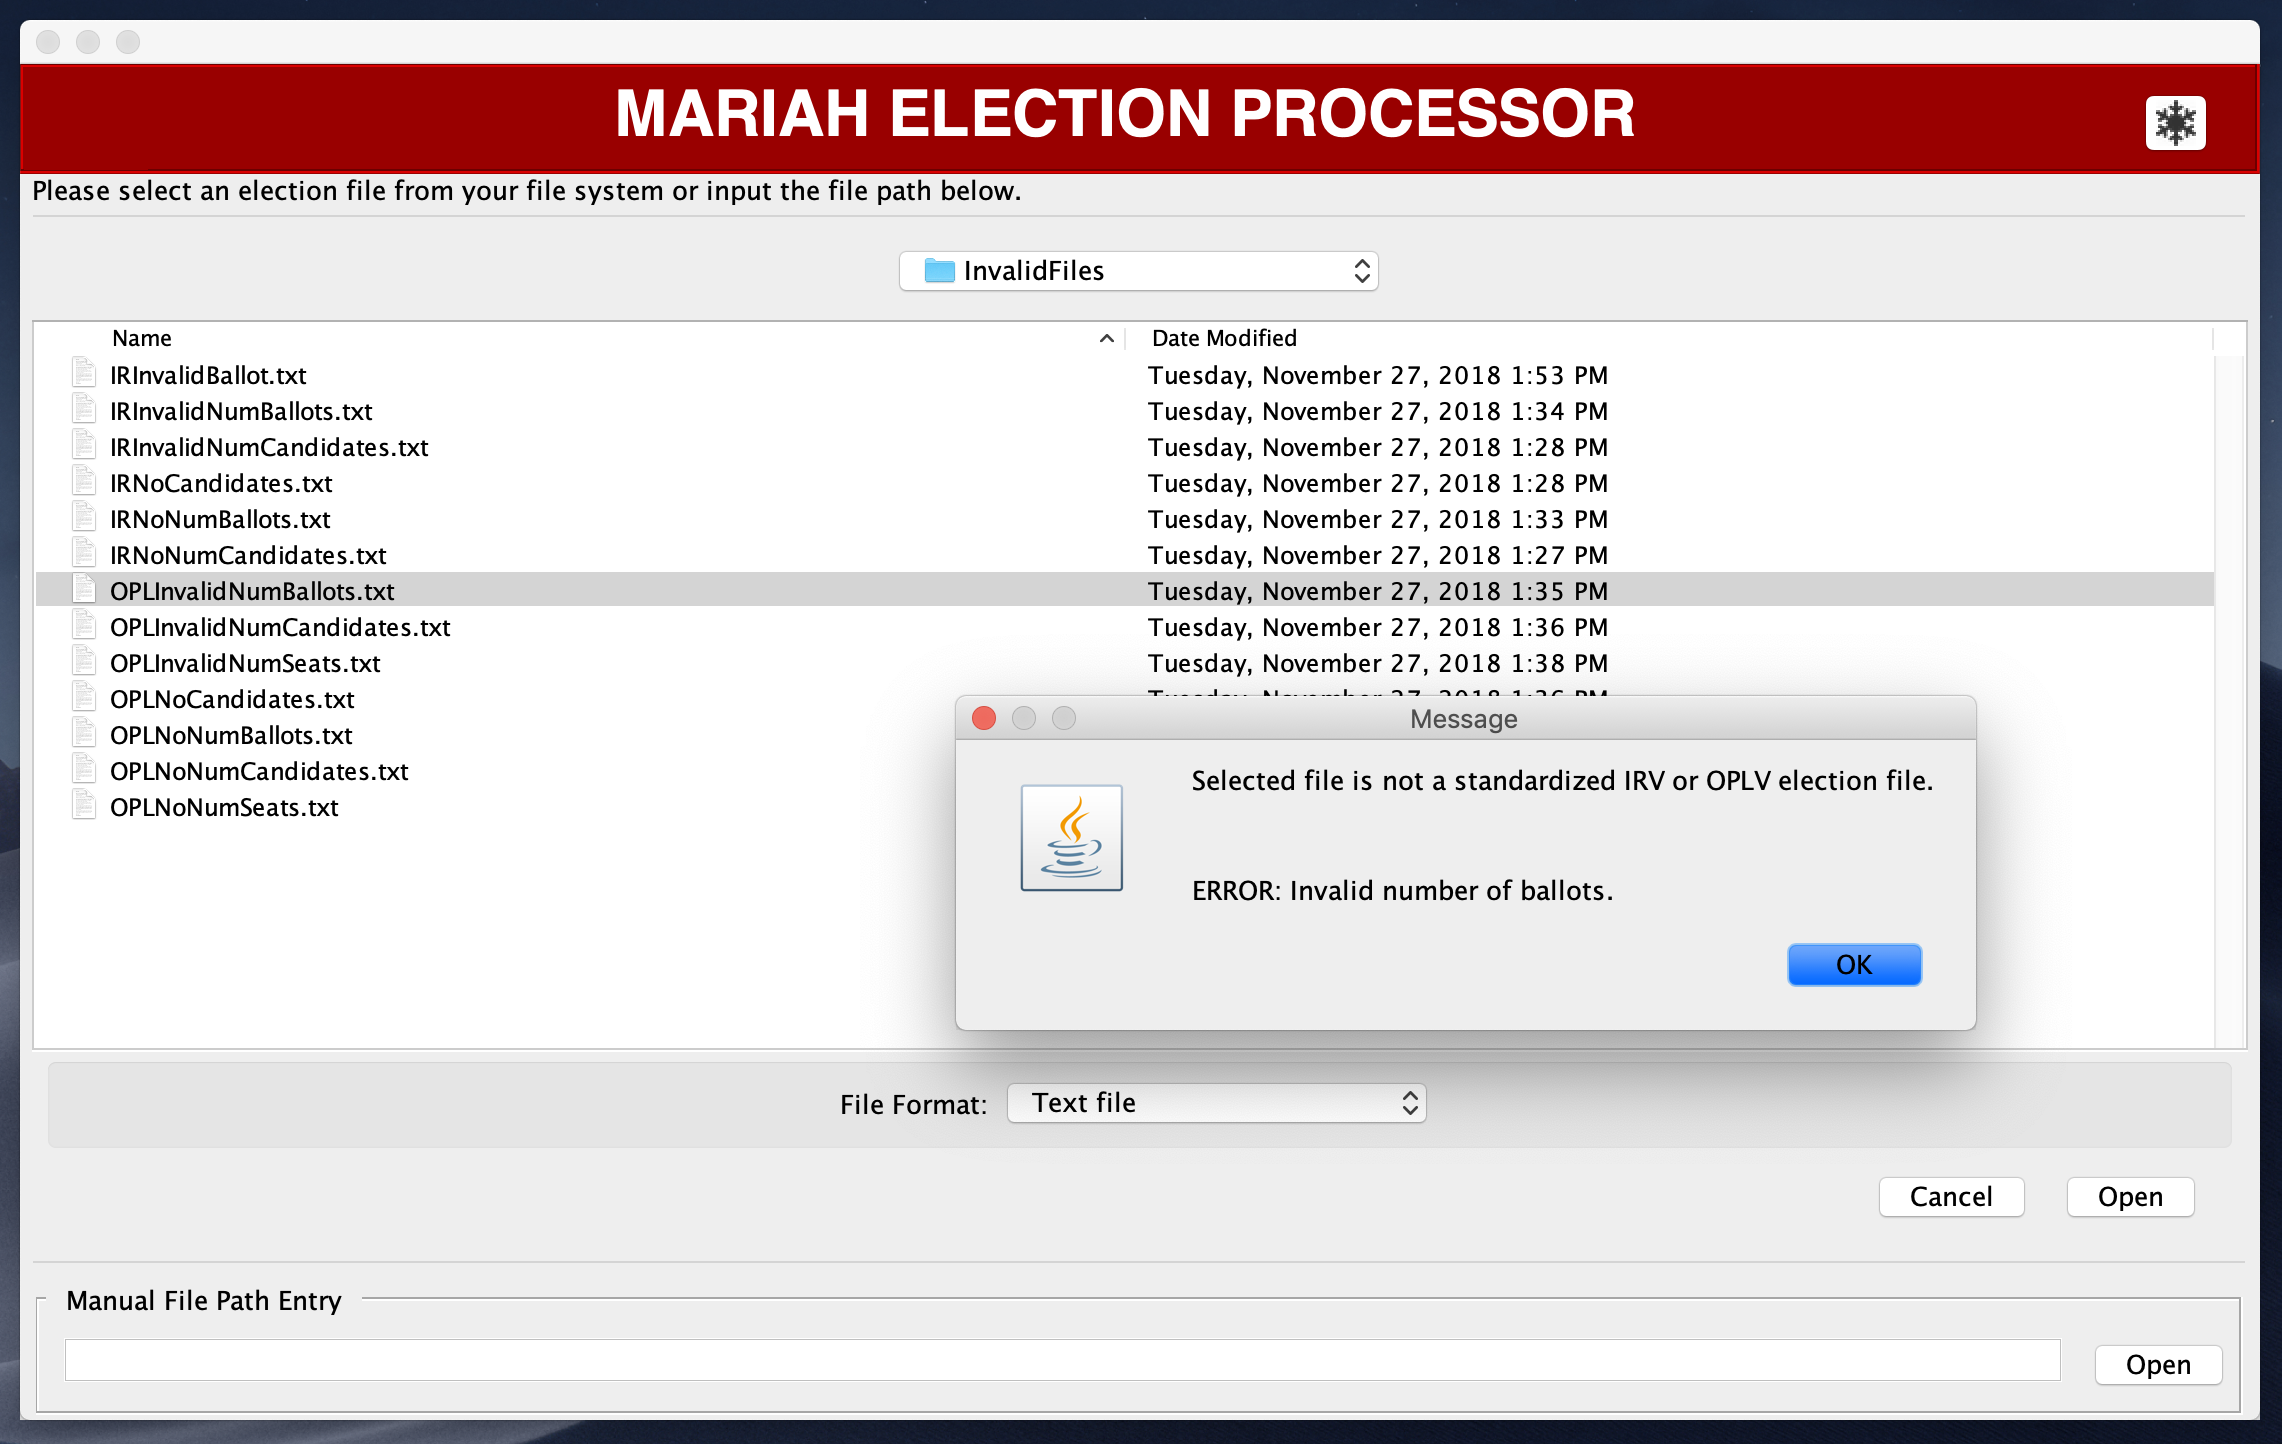 MARIAH ELECTION PROCESSOR
Please select an election file from your file system or input the file path below.
InvalidFiles
Name Date Modified
IRInvalidBallot.txt Tuesday, November 27, 2018 1:53 PM
IRInvalidNumBallots.txt Tuesday, November 27, 2018 1:34 PM
IRInvalidNumCandidates.txt Tuesday, November 27, 2018 1:28 PM
IRNoCandidates.txt Tuesday, November 27, 2018 1:28 PM
IRNoNumBallots.txt Tuesday, November 27, 2018 1:33 PM
IRNoNumCandidates.txt Tuesday, November 27, 2018 1:27 PM
OPLInvalidNumBallots.txt Tuesday, November 27, 2018 1:35 PM
OPLInvalidNumCandidates.txt Tuesday, November 27, 2018 1:36 PM
OPLInvalidNumSeats.txt Tuesday, November 27, 2018 1:38 PM
OPLNoCandidates.txt Tuesday, November 27, 2018 1:36 PM
OPLNoNumBallots.txt
OPLNoNumCandidates.txt
OPLNoNumSeats.txt
Message
Selected file is not a standardized IRV or OPLV election file.
ERROR: Invalid number of ballots.
OK
File Format: Text file
Cancel Open
Manual File Path Entry
Open